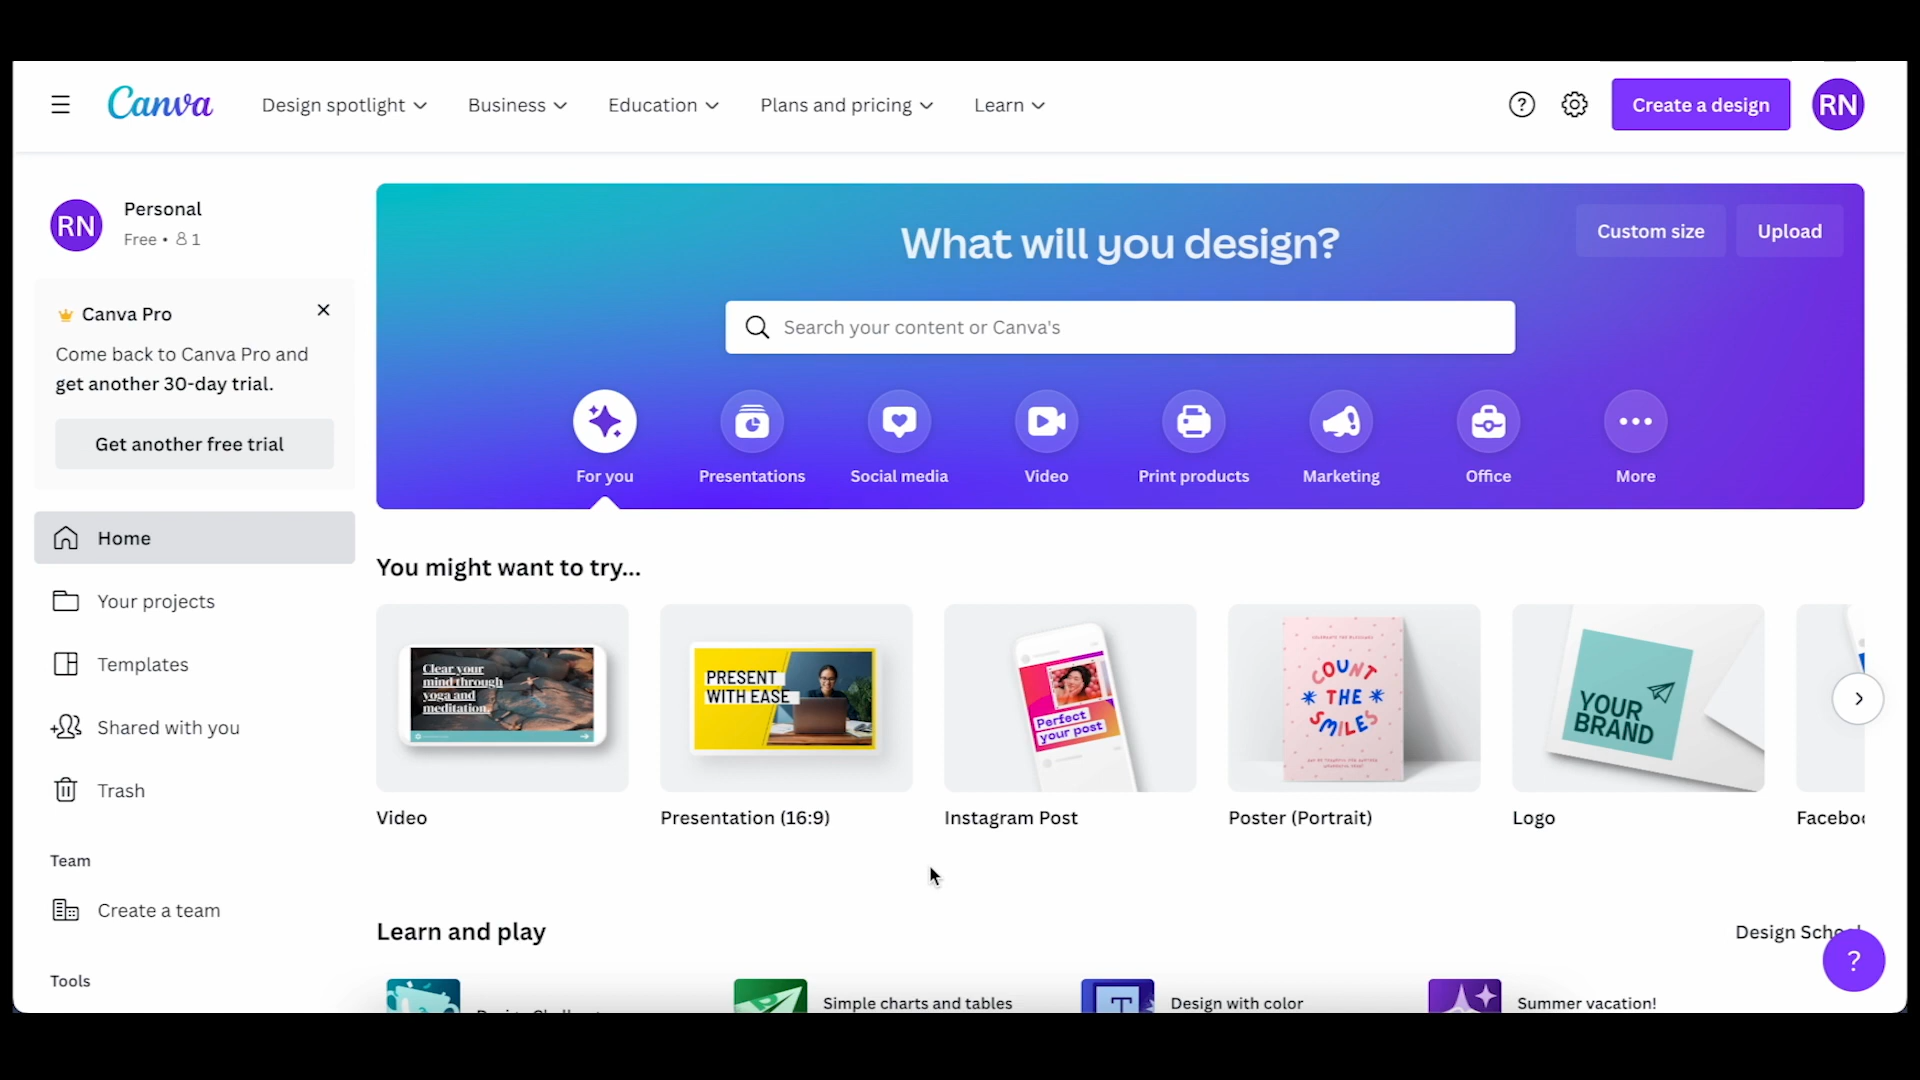 Canva
Design spotlight
Business
Education
Plans and pricing
Learn
?
Create a design
RN
RN
Personal
Free • 1
Canva Pro
Come back to Canva Pro and
get another 30-day trial.
Get another free trial
Home
Your projects
Templates
Shared with you
Trash
Team
Create a team
Tools
What will you design?
Custom size
Upload
Search your content or Canva's
For you
Presentations
Social media
Video
Print products
Marketing
Office
More
You might want to try...
Clear your
mind through
yoga and
meditation.
PRESENT
WITH EASE
Perfect
your post
COUNT
* THE *
SMILES
YOUR
BRAND
Video
Presentation (16:9)
Instagram Post
Poster (Portrait)
Logo
Learn and play
Design
?
Simple charts and tables
T
Design with color
Summer vacation!